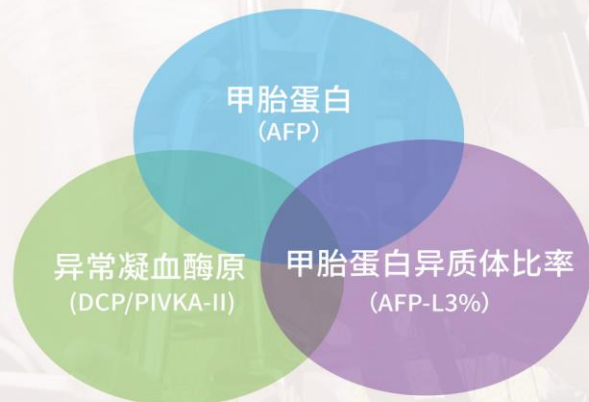 甲胎蛋白
（AFP）
异常凝血酶原
(DCP/PIVKA-II)
甲胎蛋白异质体比率
（AFP-L3%）